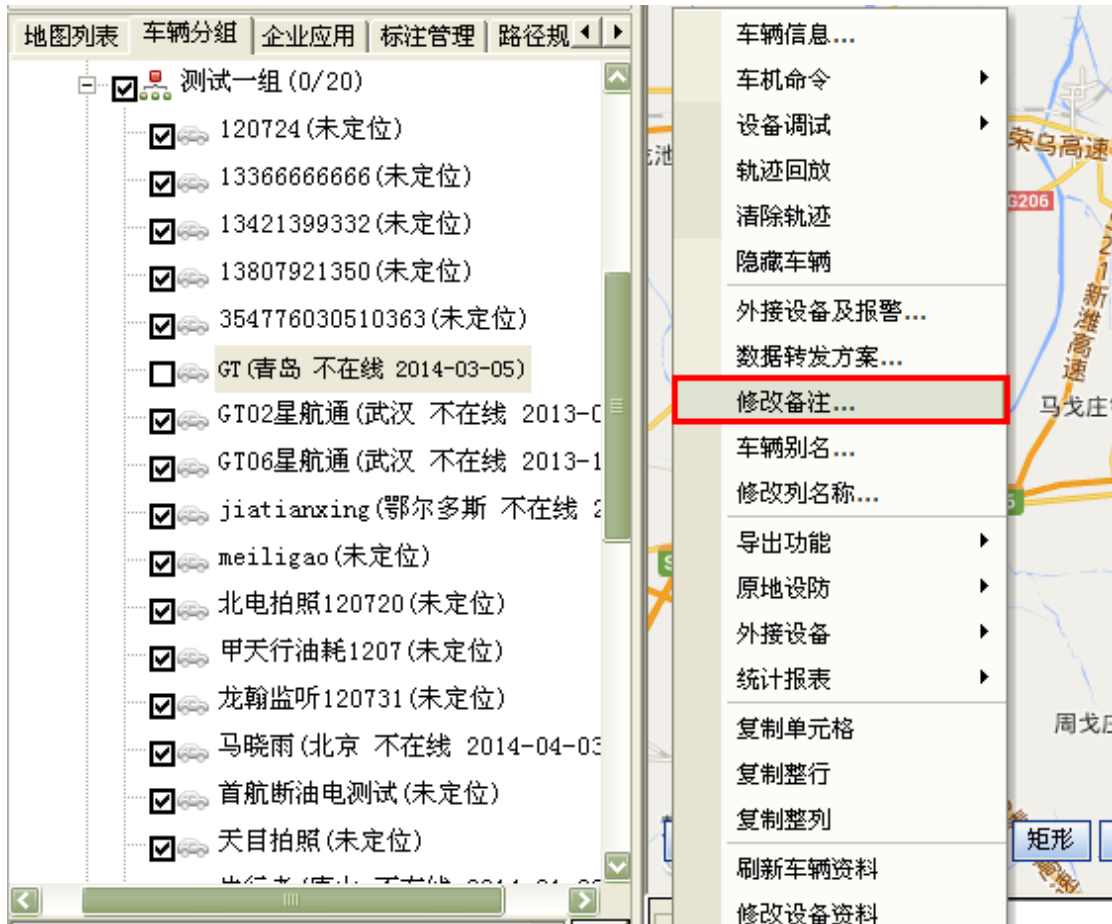 地图列表 车辆分组 企业应用 标注管理 路径规
测试一组(0/20)
120724(未定位)
13366666666(未定位)
13421399332(未定位)
13807921350(未定位)
354776030510363(未定位)
GT(青岛 不在线 2014-03-05)
GT02星航通(武汉 不在线 2013-0
GT06星航通(武汉 不在线 2013-1
jiatianxing(鄂尔多斯 不在线 2
meiligao(未定位)
北电拍照120720(未定位)
甲天行油耗1207(未定位)
龙翰监听120731(未定位)
马晓雨(北京 不在线 2014-04-03
首航断油电测试(未定位)
天目拍照(未定位)
车辆信息...
车机命令
设备调试
轨迹回放
清除轨迹
隐藏车辆
外接设备及报警...
数据转发方案...
修改备注...
车辆别名...
修改列名称...
导出功能
原地设防
外接设备
统计报表
复制单元格
复制整行
复制整列
刷新车辆资料
修改设备资料
池
荣乌高速
G206
S21新潍高速
马戈庄
周戈庄
矩形